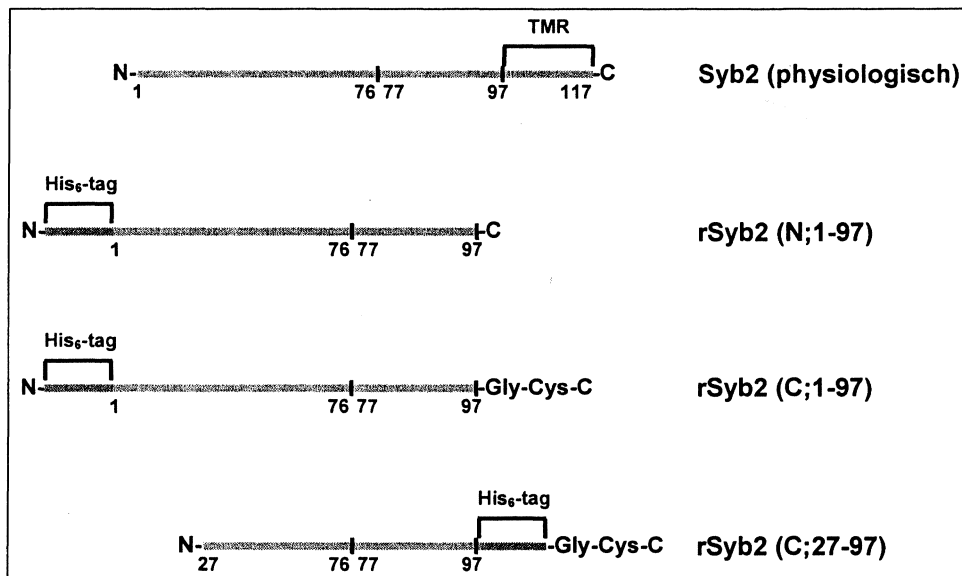 TMR
N- -C Syb2 (physiologisch)
1 76 77 97 117
His₆-tag
N- -C rSyb2 (N;1-97)
1 76 77 97
His₆-tag
N- -Gly-Cys-C rSyb2 (C;1-97)
1 76 77 97
His₆-tag
N- -Gly-Cys-C rSyb2 (C;27-97)
27 76 77 97